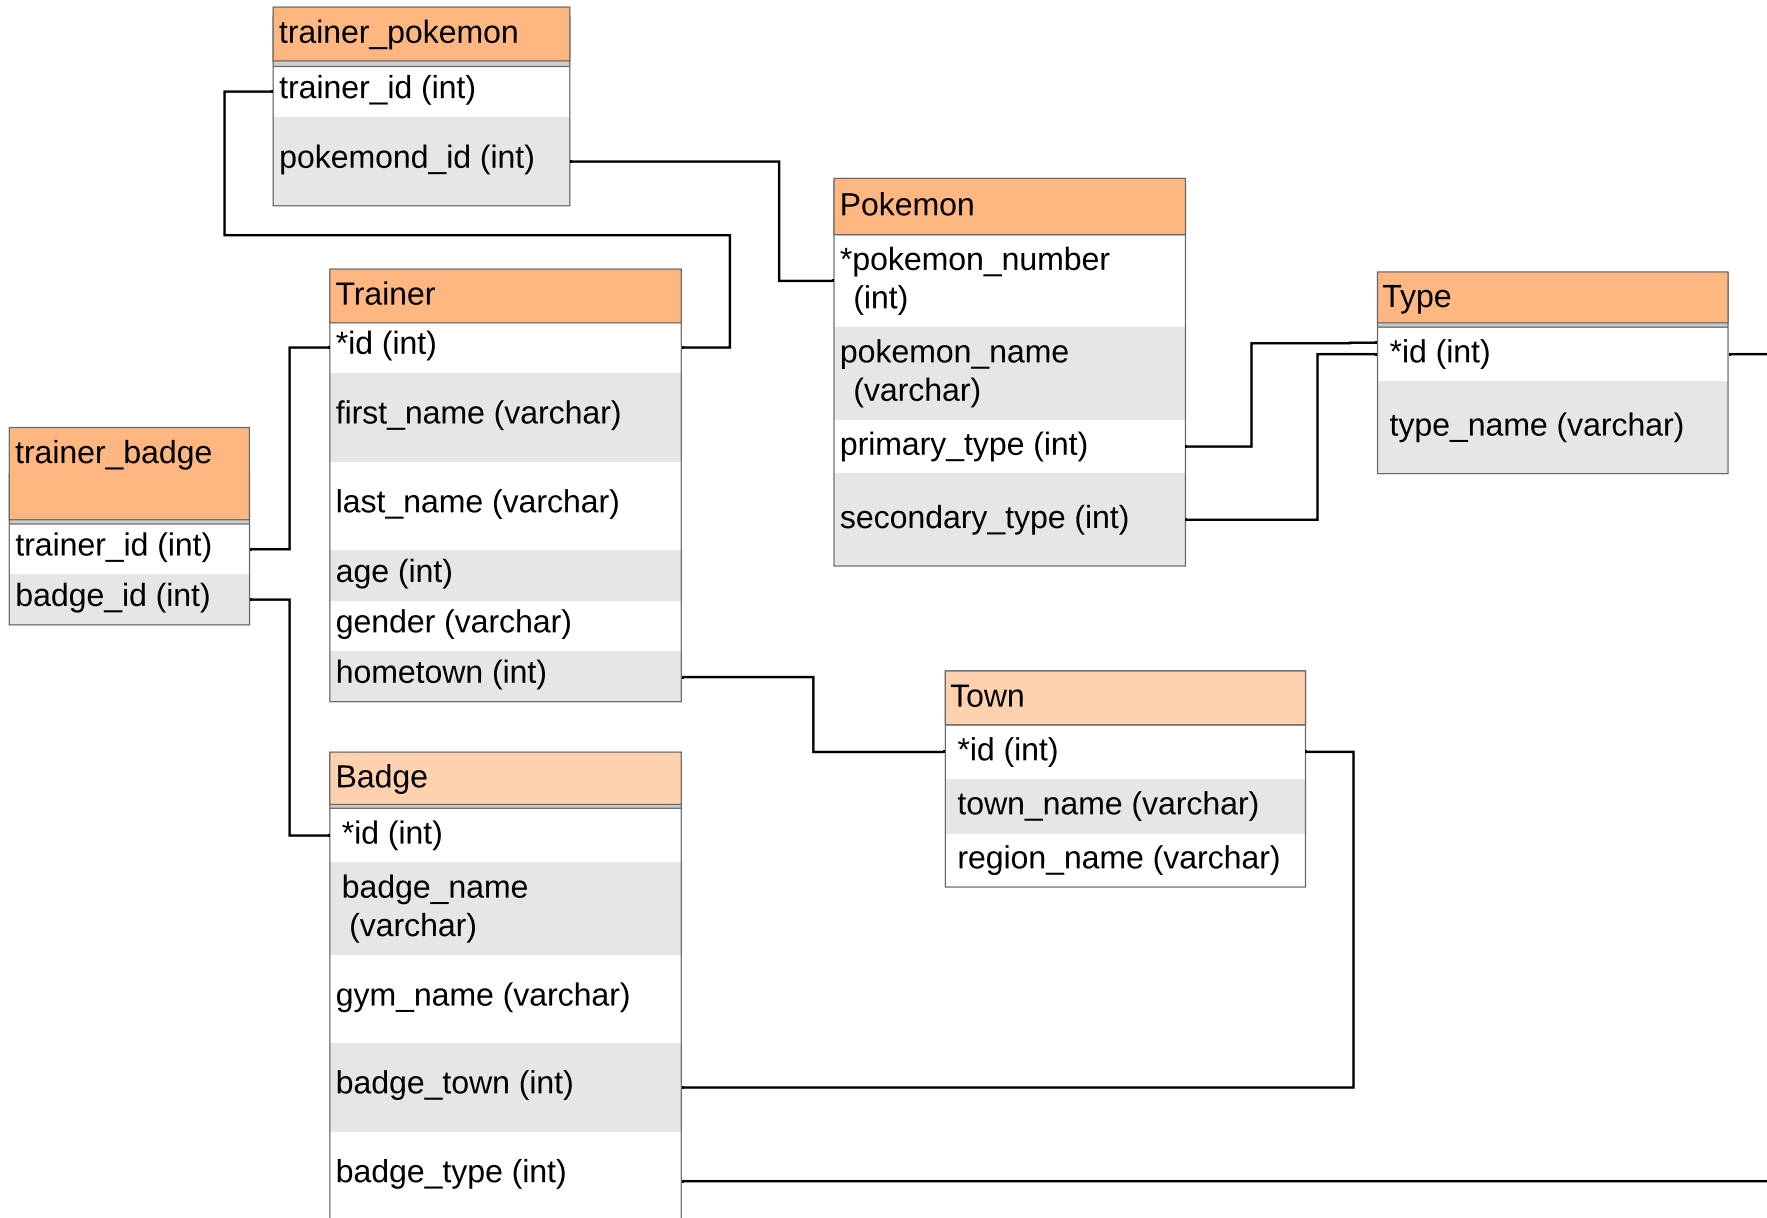 trainer_pokemon
trainer_id (int)
pokemond_id (int)
Pokemon
*pokemon_number
(int)
pokemon_name
(varchar)
primary_type (int)
secondary_type (int)
Type
*id (int)
type_name (varchar)
Trainer
*id (int)
first_name (varchar)
last_name (varchar)
age (int)
gender (varchar)
hometown (int)
trainer_badge
trainer_id (int)
badge_id (int)
Town
*id (int)
town_name (varchar)
region_name (varchar)
Badge
*id (int)
badge_name
(varchar)
gym_name (varchar)
badge_town (int)
badge_type (int)